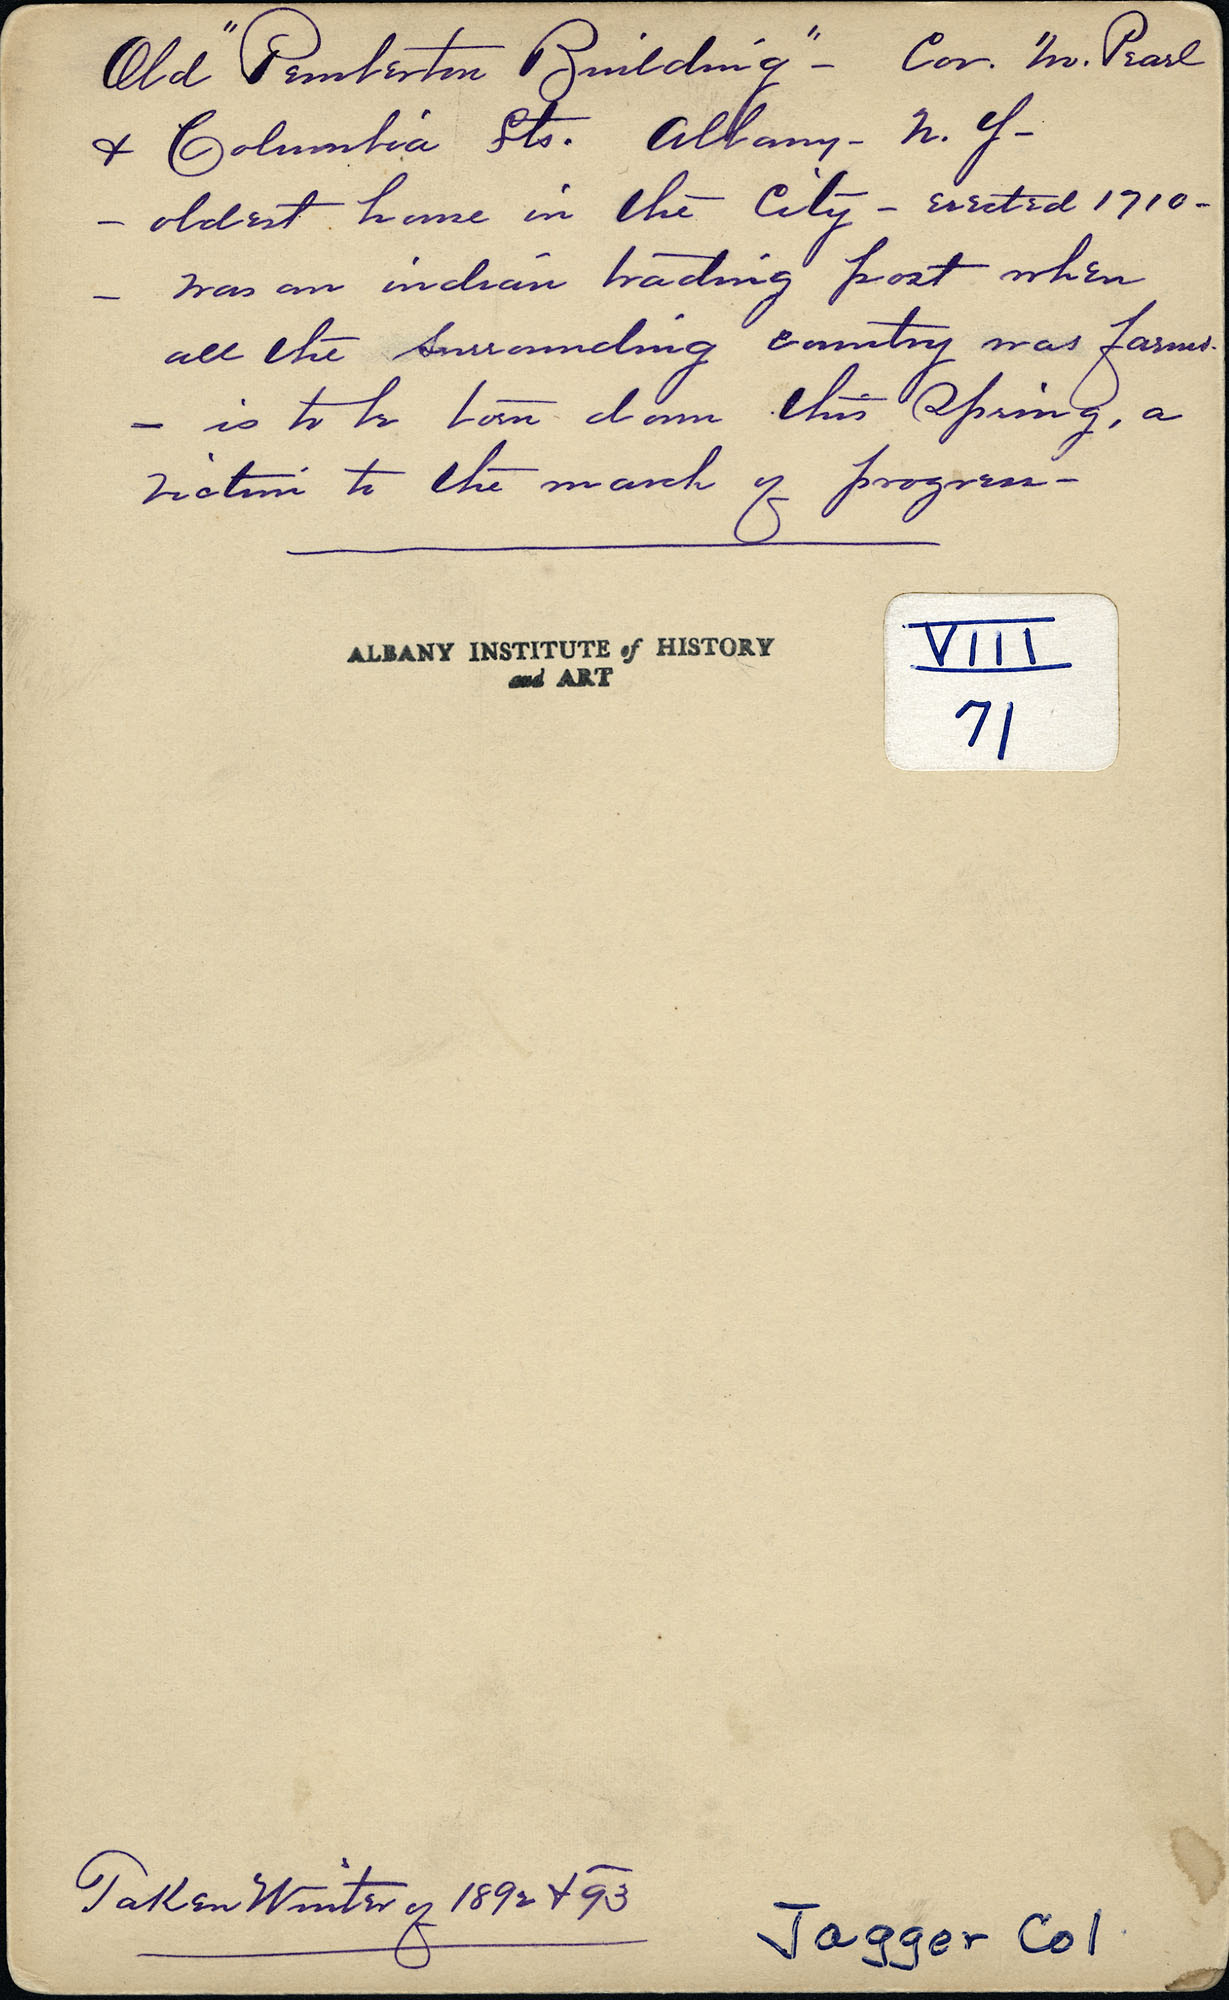 Old "Pemberton Building" - Cor. No. Pearl
& Columbia Sts. Albany - N. Y -
- oldest house in the City - erected 1710 -
- was an indian trading post when
all the surrounding country was farms.
- is to be torn down this Spring, a
victim to the march of progress -
ALBANY INSTITUTE of HISTORY
and ART
VIII
71
Taken Winter of 1892 & 93
Jagger Col